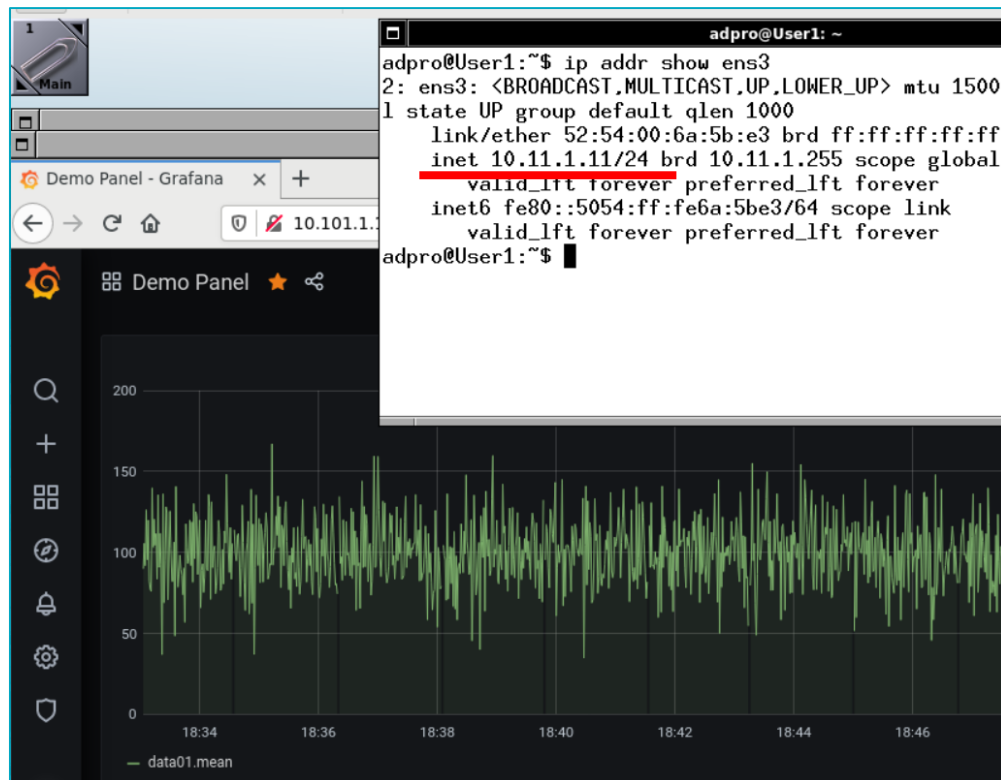 1
Main
adpro@User1: ~
adpro@User1:~$ ip addr show ens3
2: ens3: <BROADCAST,MULTICAST,UP,LOWER_UP> mtu 1500
l state UP group default qlen 1000
link/ether 52:54:00:6a:5b:e3 brd ff:ff:ff:ff:ff
inet 10.11.1.11/24 brd 10.11.1.255 scope global
valid_lft forever preferred_lft forever
inet6 fe80::5054:ff:fe6a:5be3/64 scope link
valid_lft forever preferred_lft forever
adpro@User1:~$
Demo Panel - Grafana
10.101.1.
Demo Panel
200
150
100
50
0
18:34 18:36 18:38 18:40 18:42 18:44 18:46
data01.mean